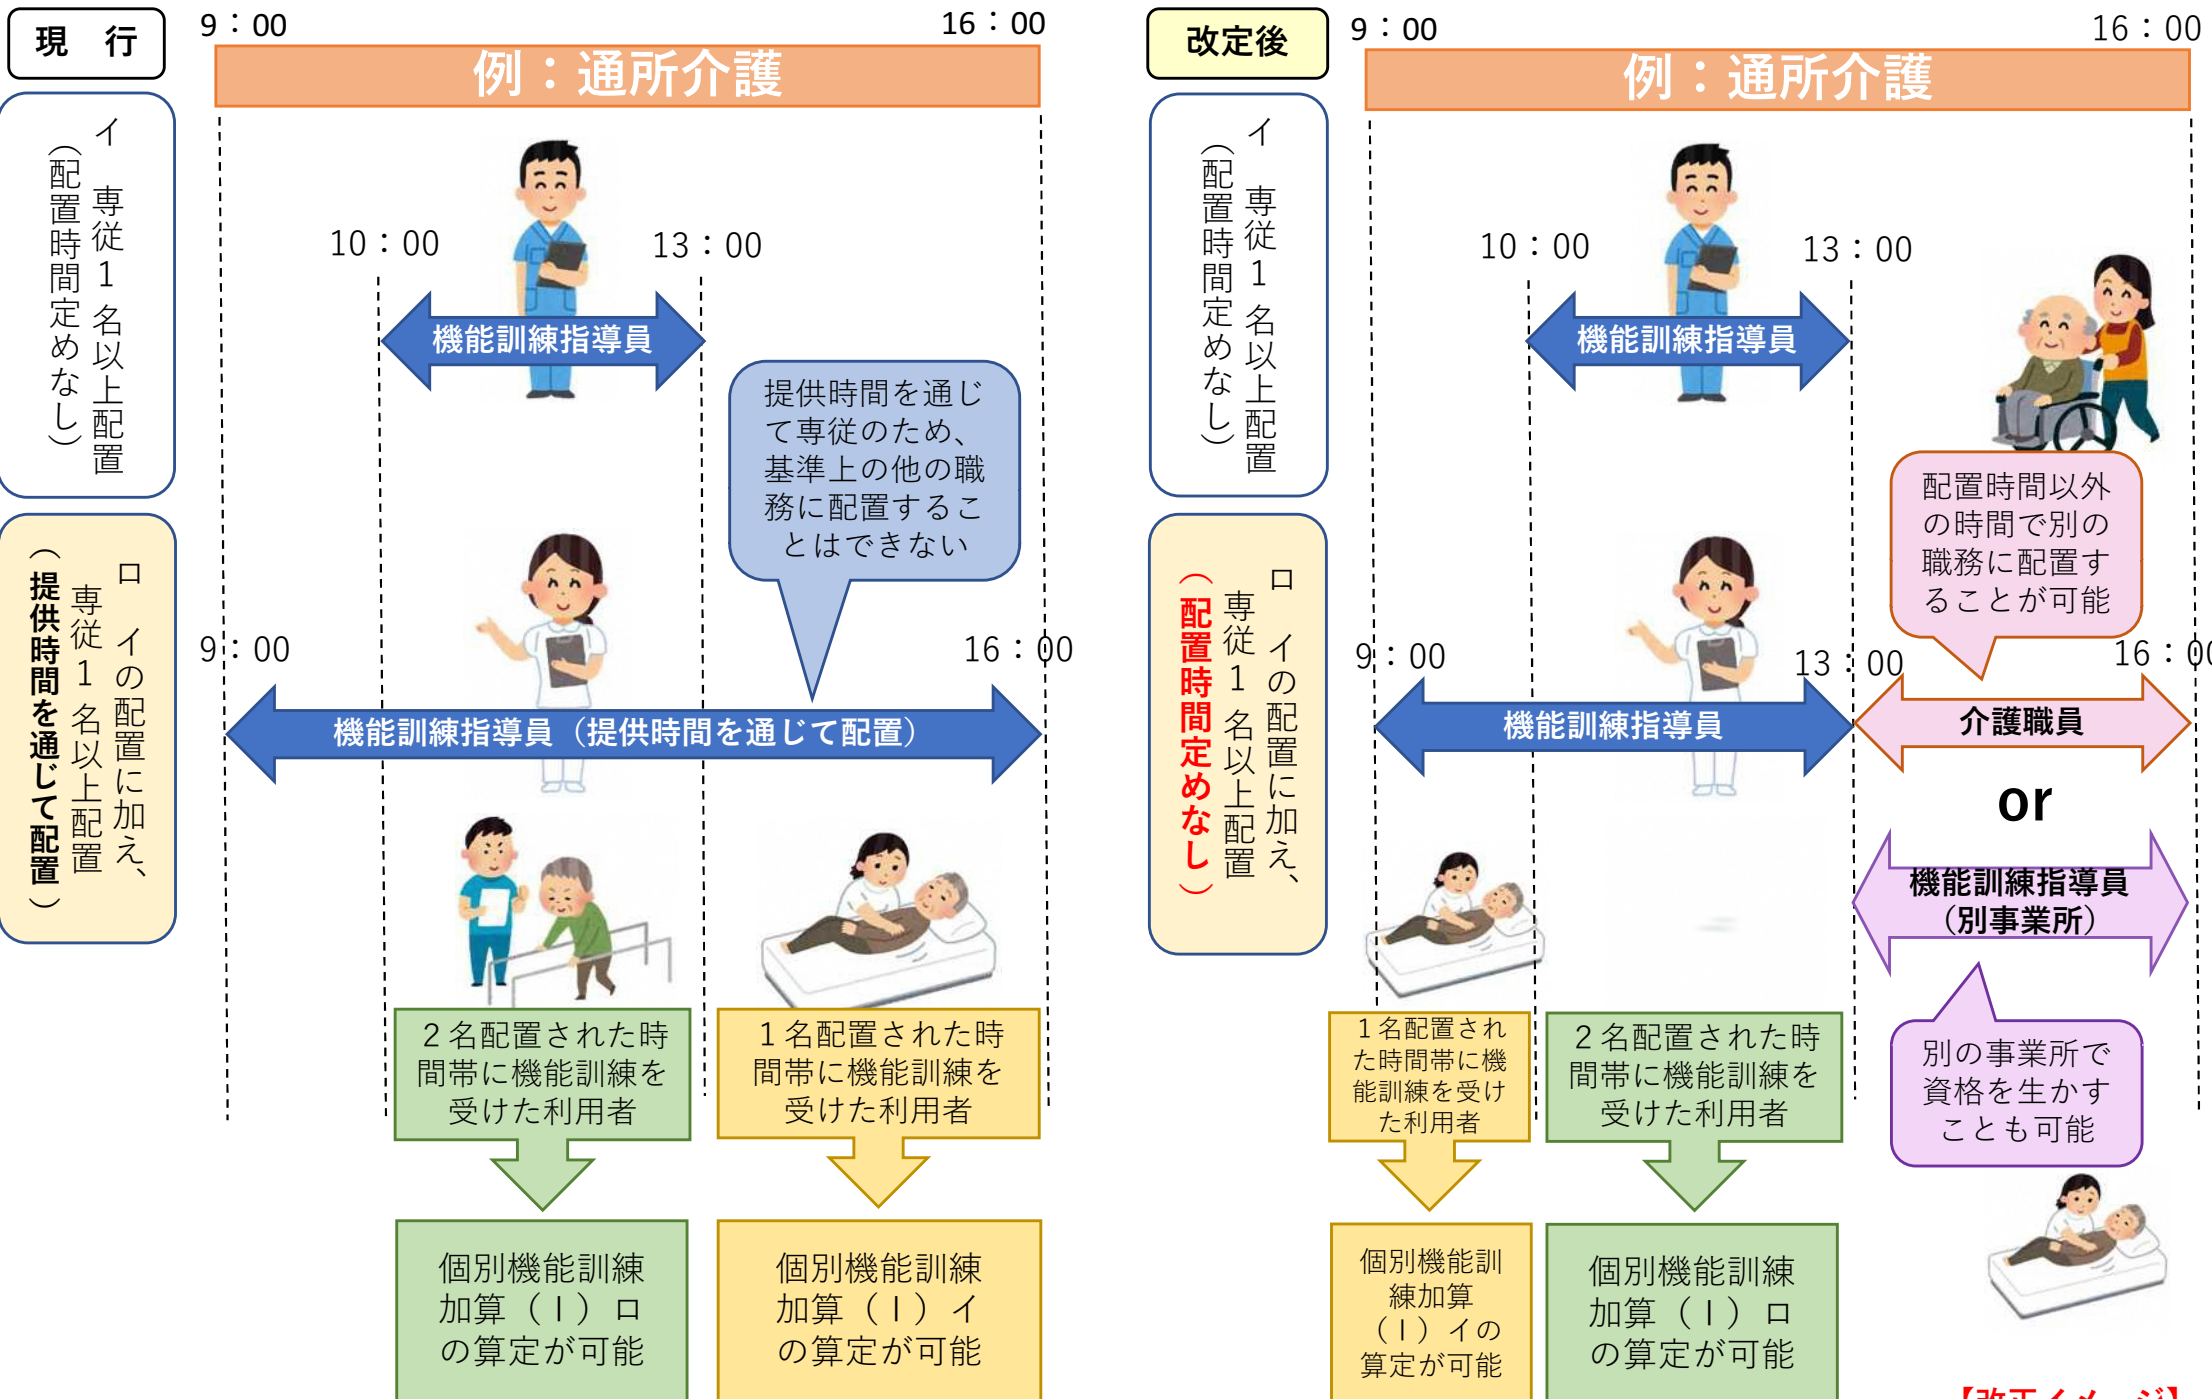 現　行
9：00
16：00
例：通所介護
イ　専従１名以上配置
（配置時間定めなし）
10：00
13：00
機能訓練指導員
提供時間を通じ
て専従のため、
基準上の他の職
務に配置するこ
とはできない
ロ　イの配置に加え、
専従１名以上配置
（提供時間を通じて配置）
9：00
16：00
機能訓練指導員（提供時間を通じて配置）
２名配置された時
間帯に機能訓練を
受けた利用者
１名配置された時
間帯に機能訓練を
受けた利用者
個別機能訓練
加算（Ⅰ）ロ
の算定が可能
個別機能訓練
加算（Ⅰ）イ
の算定が可能
改定後
9：00
16：00
例：通所介護
イ　専従１名以上配置
（配置時間定めなし）
10：00
13：00
機能訓練指導員
配置時間以外
の時間で別の
職務に配置す
ることが可能
ロ　イの配置に加え、
専従１名以上配置
（配置時間定めなし）
9：00
13：00
16：00
機能訓練指導員
介護職員
or
機能訓練指導員
（別事業所）
１名配置され
た時間帯に機
能訓練を受け
た利用者
２名配置された時
間帯に機能訓練を
受けた利用者
別の事業所で
資格を生かす
ことも可能
個別機能訓
練加算
（Ⅰ）イの
算定が可能
個別機能訓練
加算（Ⅰ）ロ
の算定が可能
【改正イメージ】